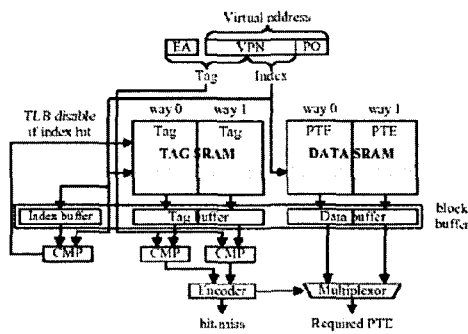 Virtual address
EA VPN PO
Tag Index
TLB disable
if index hit
way 0 way 1 way 0 way 1
Tag Tag PTE PTE
TAG SRAM DATA SRAM
Index buffer Tag buffer Data buffer
block
buffer
CMP CMP CMP
Encoder Multiplexor
hit/miss Required PTE